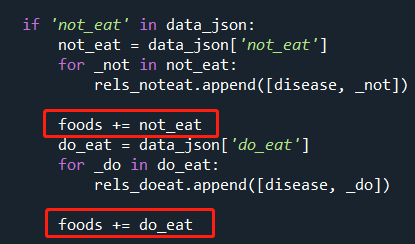 if 'not_eat' in data_json:
    not_eat = data_json['not_eat']
    for _not in not_eat:
        rels_noteat.append([disease, _not])

    foods += not_eat
    do_eat = data_json['do_eat']
    for _do in do_eat:
        rels_doeat.append([disease, _do])

    foods += do_eat